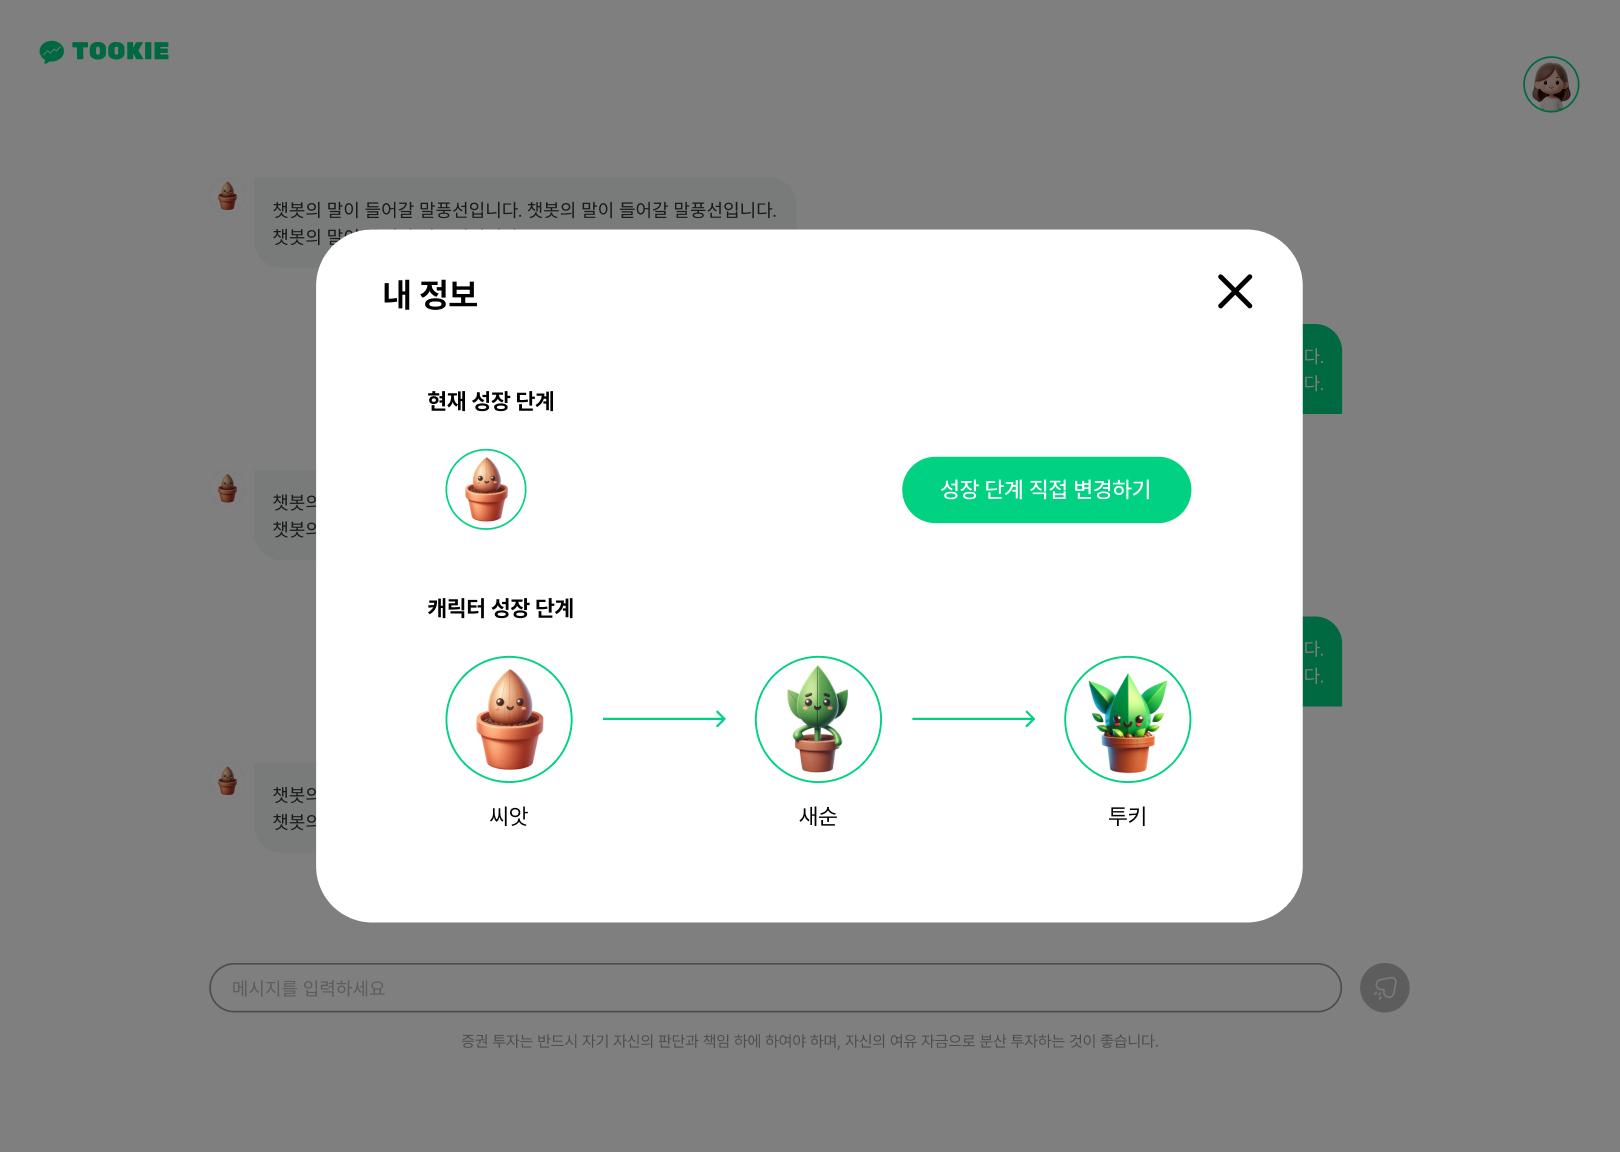 TOOKIE
챗봇의 말이 들어갈 말풍선입니다. 챗봇의 말이 들어갈 말풍선입니다.
챗봇의 말이
내 정보
다.
다.
현재 성장 단계
성장 단계 직접 변경하기
챗봇의
챗봇의
캐릭터 성장 단계
다.
다.
씨앗
새순
투키
챗봇의
챗봇의
메시지를 입력하세요
증권 투자는 반드시 자기 자신의 판단과 책임 하에 하여야 하며, 자신의 여유 자금으로 분산 투자하는 것이 좋습니다.